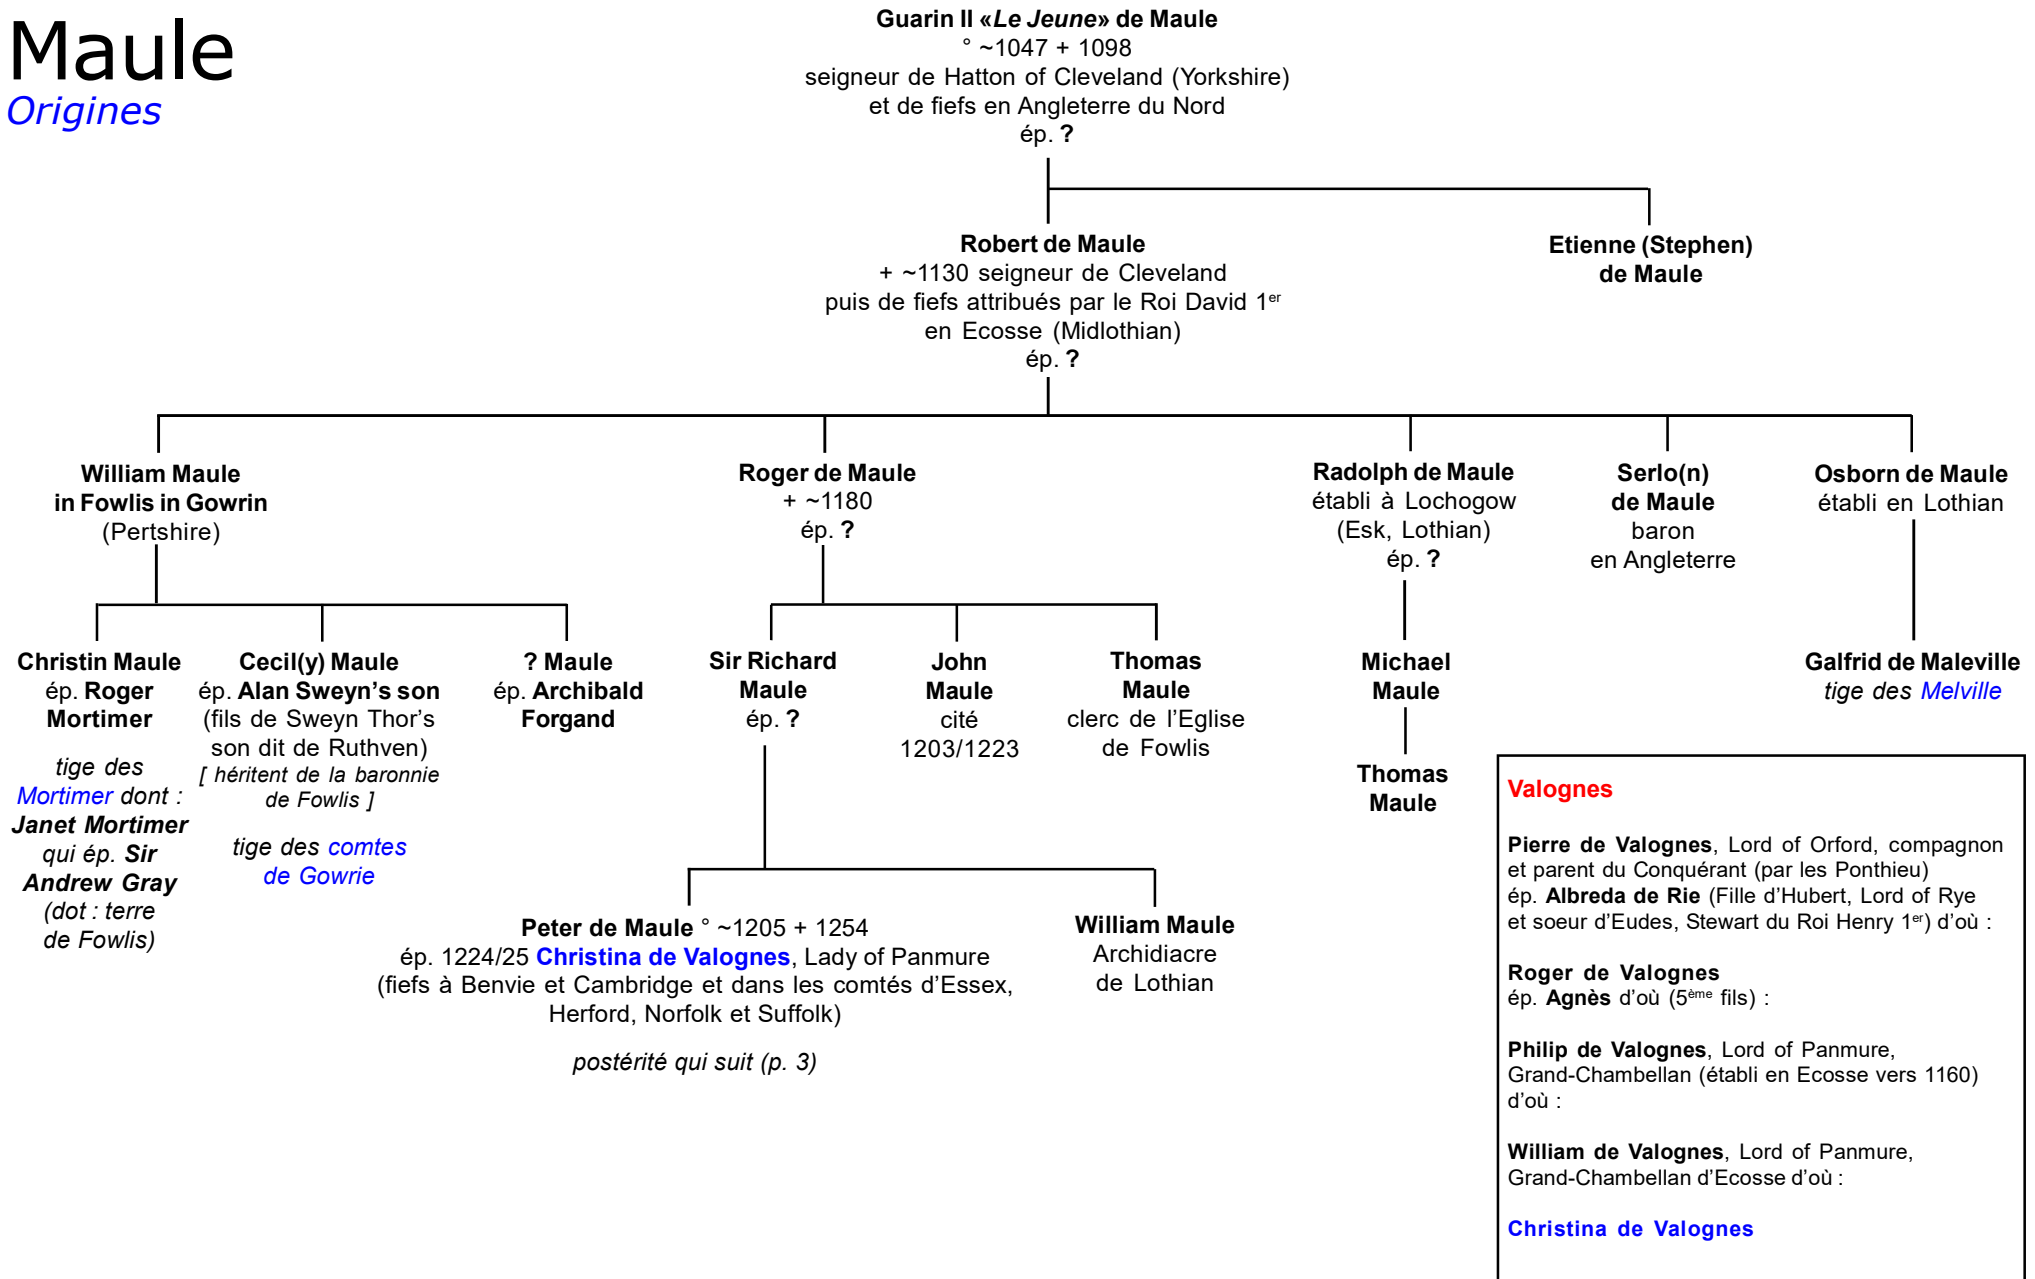 Maule
Origines
Guarin II «Le Jeune» de Maule
° ~1047 + 1098
seigneur de Hatton of Cleveland (Yorkshire)
et de fiefs en Angleterre du Nord
ép. ?
Robert de Maule
+ ~1130 seigneur de Cleveland
puis de fiefs attribués par le Roi David 1er
en Ecosse (Midlothian)
ép. ?
Etienne (Stephen)
de Maule
William Maule
in Fowlis in Gowrin
(Pertshire)
Roger de Maule
+ ~1180
ép. ?
Radolph de Maule
établi à Lochogow
(Esk, Lothian)
ép. ?
Serlo(n)
de Maule
baron
en Angleterre
Osborn de Maule
établi en Lothian
Christin Maule
ép. Roger
Mortimer
tige des
Mortimer dont :
Janet Mortimer
qui ép. Sir
Andrew Gray
(dot : terre
de Fowlis)
Cecil(y) Maule
ép. Alan Sweyn's son
(fils de Sweyn Thor's
son dit de Ruthven)
[ héritent de la baronnie
de Fowlis ]
tige des comtes
de Gowrie
? Maule
ép. Archibald
Forgand
Sir Richard
Maule
ép. ?
John
Maule
cité
1203/1223
Thomas
Maule
clerc de l'Eglise
de Fowlis
Michael
Maule
Thomas
Maule
Galfrid de Maleville
tige des Melville
Peter de Maule ° ~1205 + 1254
ép. 1224/25 Christina de Valognes, Lady of Panmure
(fiefs à Benvie et Cambridge et dans les comtés d'Essex,
Herford, Norfolk et Suffolk)
postérité qui suit (p. 3)
William Maule
Archidiacre
de Lothian
Valognes
Pierre de Valognes, Lord of Orford, compagnon
et parent du Conquérant (par les Ponthieu)
ép. Albreda de Rie (Fille d'Hubert, Lord of Rye
et soeur d'Eudes, Stewart du Roi Henry 1er) d'où :
Roger de Valognes
ép. Agnès d'où (5ème fils) :
Philip de Valognes, Lord of Panmure,
Grand-Chambellan (établi en Ecosse vers 1160)
d'où :
William de Valognes, Lord of Panmure,
Grand-Chambellan d'Ecosse d'où :
Christina de Valognes